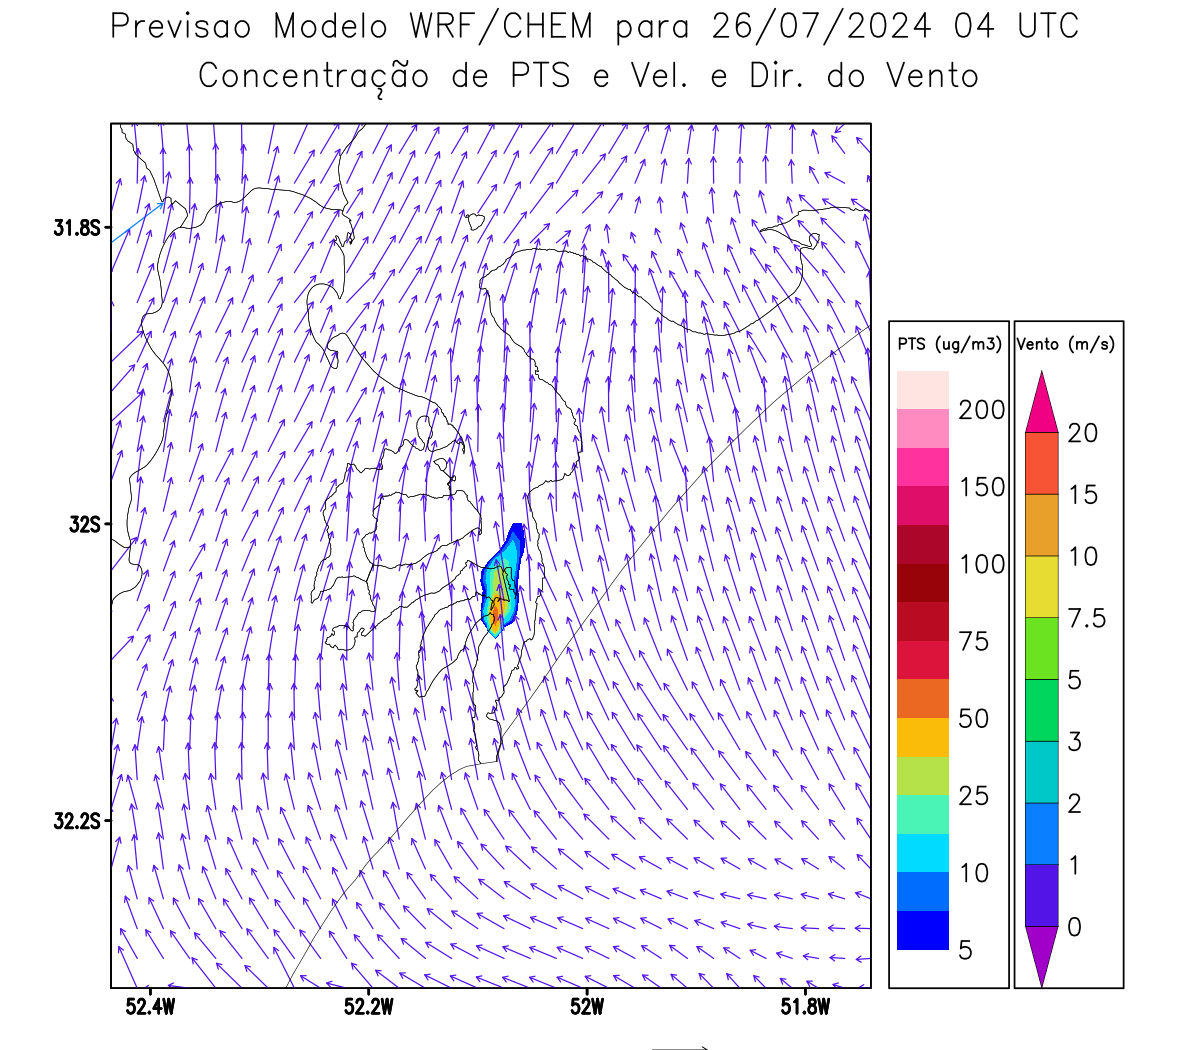 Previsao Modelo WRF/CHEM para 26/07/2024 04 UTC
Concentração de PTS e Vel. e Dir. do Vento
31.8S
32S
32.2S
52.4W
52.2W
52W
51.8W
PTS (ug/m3)
200
150
100
75
50
25
10
5
Vento (m/s)
20
15
10
7.5
5
3
2
1
0